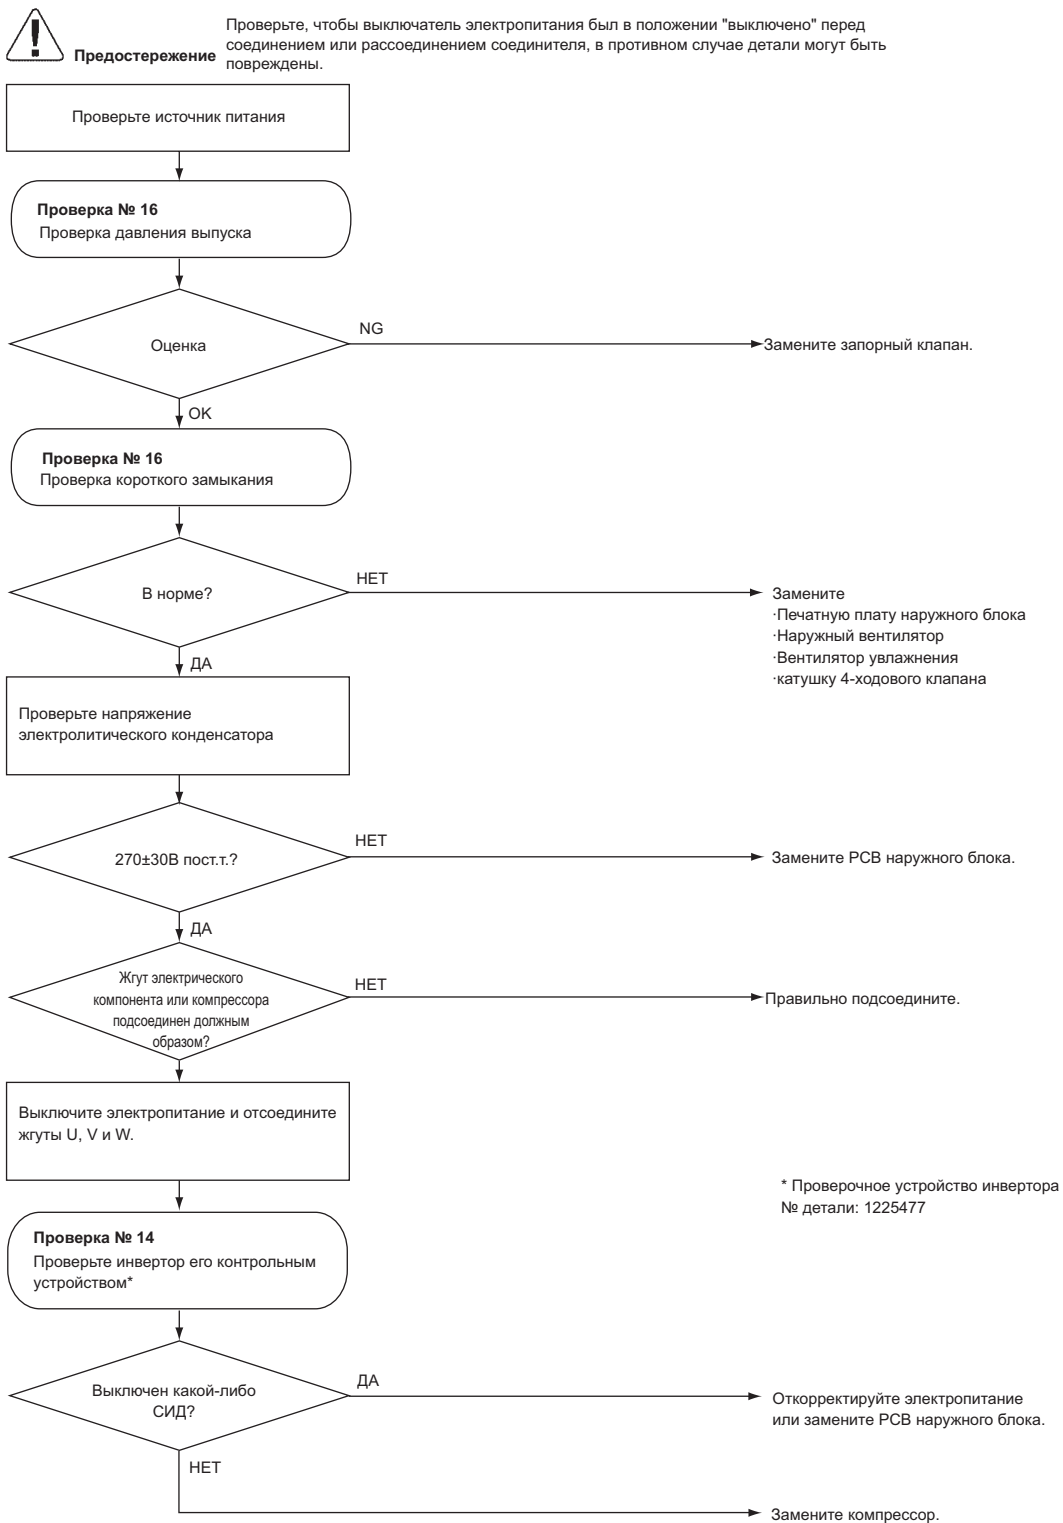 Предостережение
Проверьте, чтобы выключатель электропитания был в положении "выключено" перед
соединением или рассоединением соединителя, в противном случае детали могут быть
повреждены.
Проверьте источник питания
Проверка № 16
Проверка давления выпуска
Оценка
NG
Замените запорный клапан.
OK
Проверка № 16
Проверка короткого замыкания
В норме?
НЕТ
Замените
·Печатную плату наружного блока
·Наружный вентилятор
·Вентилятор увлажнения
·катушку 4-ходового клапана
ДА
Проверьте напряжение
электролитического конденсатора
270±30В пост.т.?
НЕТ
Замените PCB наружного блока.
ДА
Жгут электрического
компонента или компрессора
подсоединен должным
образом?
НЕТ
Правильно подсоедините.
Выключите электропитание и отсоедините
жгуты U, V и W.
* Проверочное устройство инвертора
№ детали: 1225477
Проверка № 14
Проверьте инвертор его контрольным
устройством*
Выключен какой-либо
СИД?
ДА
Откорректируйте электропитание
или замените PCB наружного блока.
НЕТ
Замените компрессор.